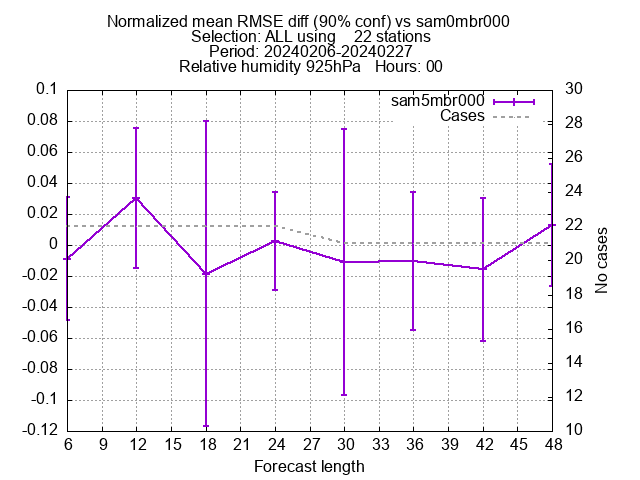 Normalized mean RMSE diff (90% conf) vs sam0mbr000
Selection: ALL using    22 stations
Period: 20240206-20240227
Relative humidity 925hPa   Hours: 00
sam5mbr000
Cases
0.1
0.08
0.06
0.04
0.02
0
-0.02
-0.04
-0.06
-0.08
-0.1
-0.12
30
28
26
24
22
20
18
16
14
12
10
No cases
6 9 12 15 18 21 24 27 30 33 36 39 42 45 48
Forecast length